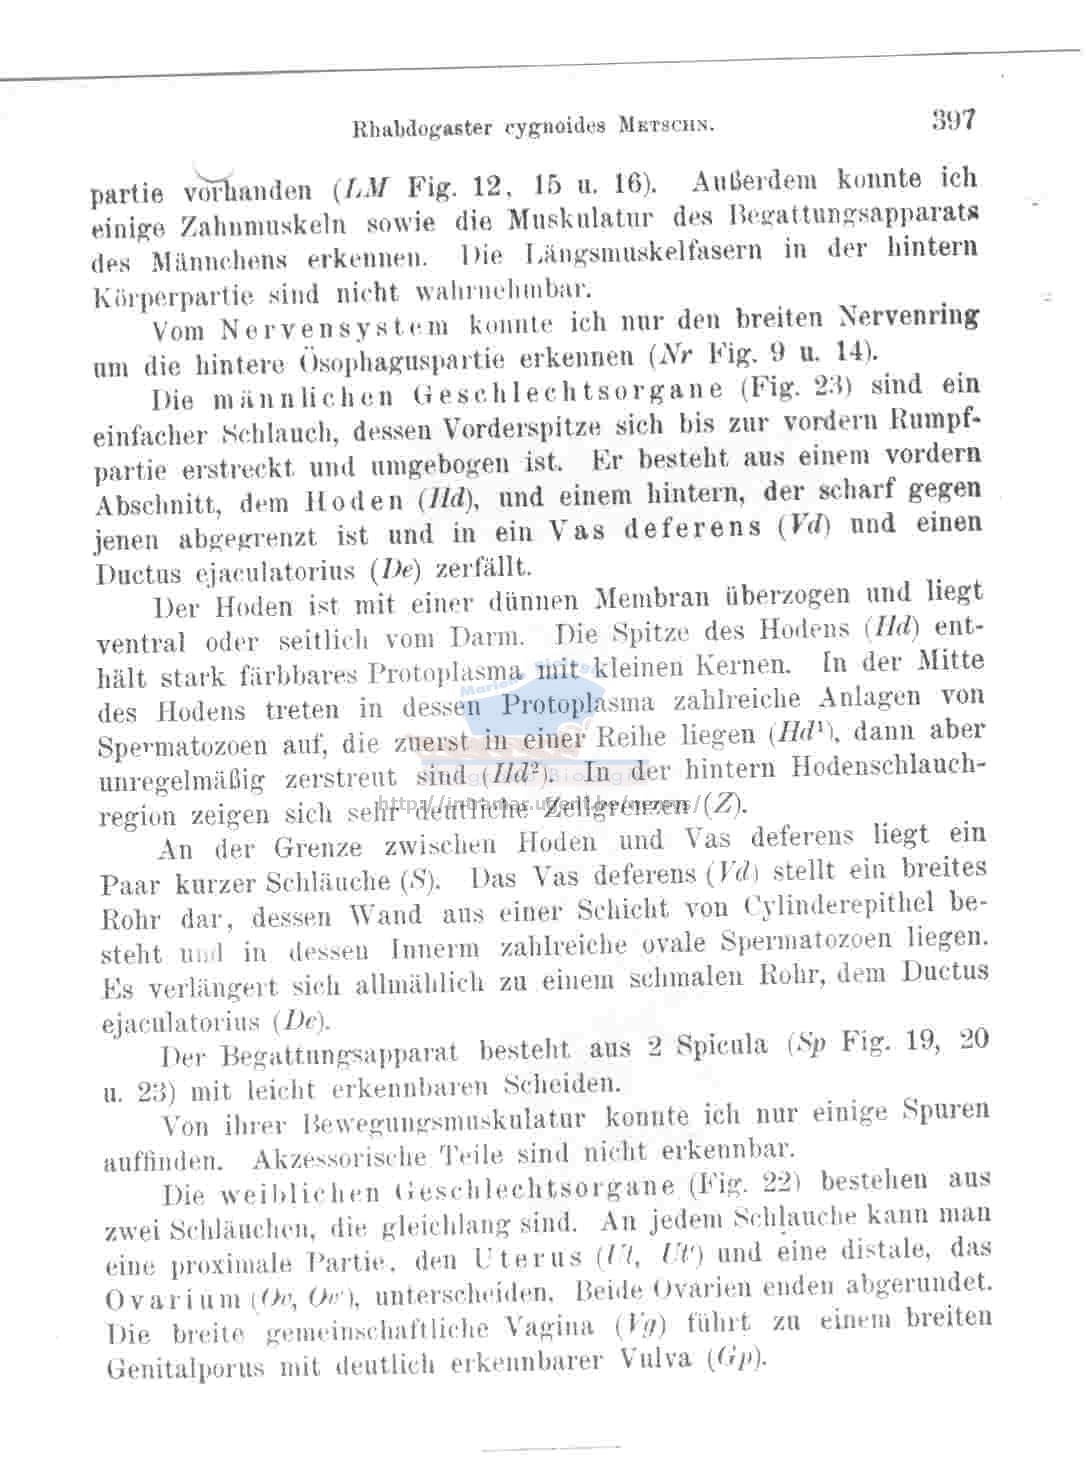 Rhabdogaster cygnoides METSCHN. 397
partie vorhanden (LM Fig. 12, 15 u. 16). Außerdem konnte ich
einige Zahnmuskeln sowie die Muskulatur des Begattungsapparats
des Männchens erkennen. Die Längsmuskelfasern in der hintern
Körperpartie sind nicht wahrnehmbar.
Vom Nervensystem konnte ich nur den breiten Nervenring
um die hintere Ösophaguspartie erkennen (Nr Fig. 9 u. 14).
Die männlichen Geschlechtsorgane (Fig. 23) sind ein
einfacher Schlauch, dessen Vorderspitze sich bis zur vordern Rumpf-
partie erstreckt und umgebogen ist. Er besteht aus einem vordern
Abschnitt, dem Hoden (Hd), und einem hintern, der scharf gegen
jenen abgegrenzt ist und in ein Vas deferens (Vd) und einen
Ductus ejaculatorius (De) zerfällt.
Der Hoden ist mit einer dünnen Membran überzogen und liegt
ventral oder seitlich vom Darm. Die Spitze des Hodens (Hd) ent-
hält stark färbbares Protoplasma mit kleinen Kernen. In der Mitte
des Hodens treten in dessen Protoplasma zahlreiche Anlagen von
Spermatozoen auf, die zuerst in einer Reihe liegen (Hd¹), dann aber
unregelmäßig zerstreut sind (Hd²). In der hintern Hodenschlauch-
region zeigen sich sehr deutliche Zellgrenzen (Z).
http://intramar.ugent.be/nemys/
An der Grenze zwischen Hoden und Vas deferens liegt ein
Paar kurzer Schläuche (S). Das Vas deferens (Vd) stellt ein breites
Rohr dar, dessen Wand aus einer Schicht von Cylinderepithel be-
steht und in dessen Innerm zahlreiche ovale Spermatozoen liegen.
Es verlängert sich allmählich zu einem schmalen Rohr, dem Ductus
ejaculatorius (De).
Der Begattungsapparat besteht aus 2 Spicula (Sp Fig. 19, 20
u. 23) mit leicht erkennbaren Scheiden.
Von ihrer Bewegungsmuskulatur konnte ich nur einige Spuren
auffinden. Akzessorische Teile sind nicht erkennbar.
Die weiblichen Geschlechtsorgane (Fig. 22) bestehen aus
zwei Schläuchen, die gleichlang sind. An jedem Schlauche kann man
eine proximale Partie, den Uterus (Ut, Ut') und eine distale, das
Ovarium (Ov, Ov'), unterscheiden. Beide Ovarien enden abgerundet.
Die breite gemeinschaftliche Vagina (Vg) führt zu einem breiten
Genitalporus mit deutlich erkennbarer Vulva (Gp).